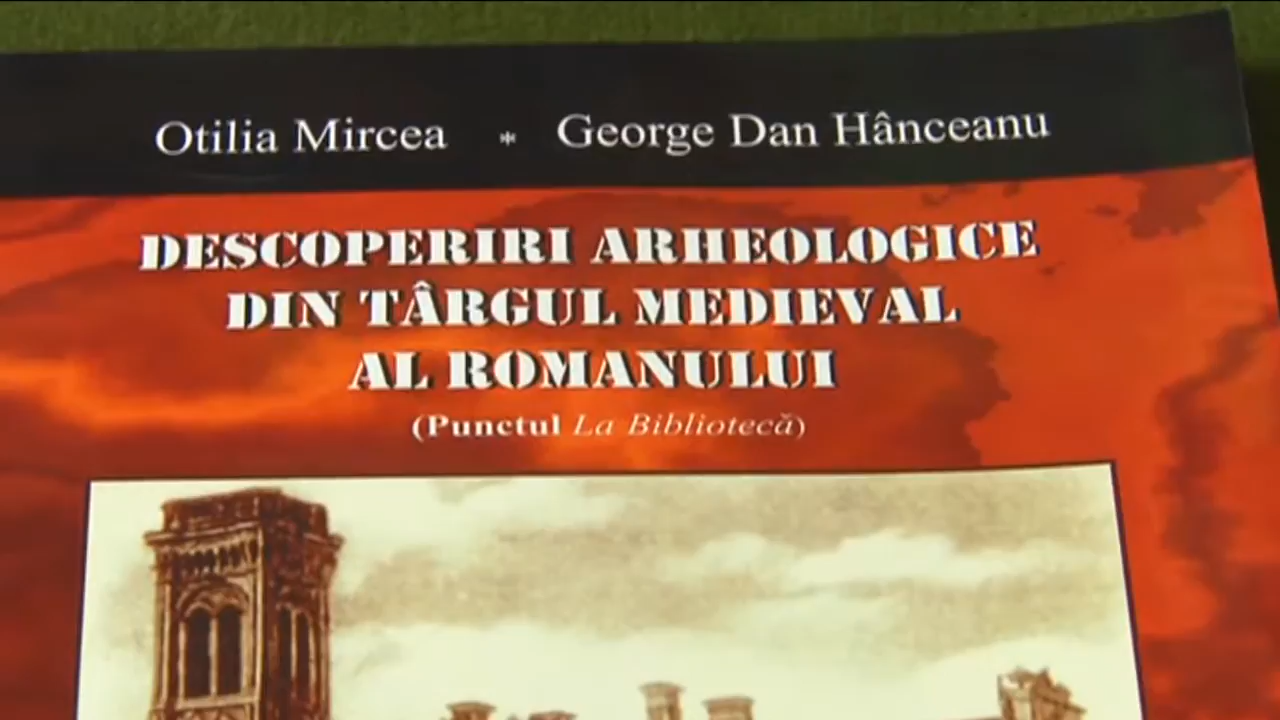 Otilia Mircea * George Dan Hânceanu
DESCOPERIRI ARHEOLOGICE
DIN TÂRGUL MEDIEVAL
AL ROMANULUI
(Punctul La Bibliotecă)